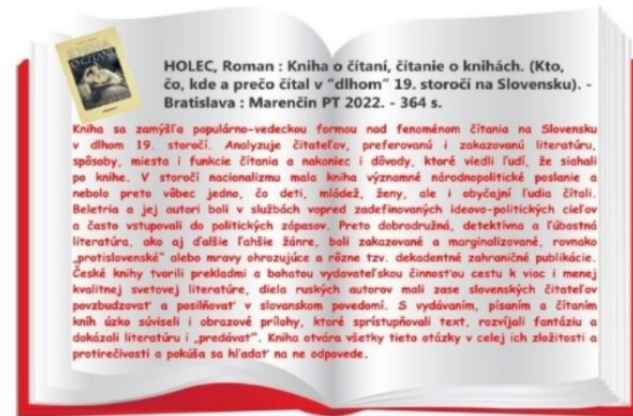 HOLEC, Roman : Kniha o čítaní, čítanie o knihách. (Kto,
čo, kde a prečo čítal v “dlhom” 19. storočí na Slovensku). -
Bratislava : Marenčin PT 2022. - 364 s.
Kniha sa zamýšľa populárno-vedeckou formou nad fenoménom čítania na Slovensku
v dlhom 19. storočí. Analyzuje čitateľov, preferovanú i zakazovanú literatúru,
spôsoby, miesta i funkcie čítania a nakoniec i dôvody, ktoré viedli ľudí, že siahali
po knihe. V storočí nacionalizmu mala kniha významné národnopolitické poslanie a
nebolo preto vôbec jedno, čo deti, mládež, ženy, ale i obyčajní ľudia čítali.
Beletria a jej autori boli v službách vopred zadefinovaných ideovo-politických cieľov
a často vstupovali do politických zápasov. Preto dobrodružná, detektívna a ľúbostná
literatúra, ako aj ďalšie ľahšie žánre, boli zakazované a marginalizované, rovnako
„protislovenské" alebo mravy ohrozujúce a rôzne tzv. dekadentné zahraničné publikácie.
České knihy tvorili prekladmi a bohatou vydavateľskou činnosťou cestu k viac i menej
kvalitnej svetovej literatúre, diela ruských autorov mali zase slovenských čitateľov
povzbudzovať a posilňovať v slovanskom povedomí. S vydávaním, písaním a čítaním
kníh úzko súviseli i obrazové prílohy, ktoré sprístupňovali text, rozvíjali fantáziu a
dokázali literatúru i „predávať". Kniha otvára všetky tieto otázky v celej ich zložitosti a
protirečivosti a pokúša sa hľadať na ne odpovede.